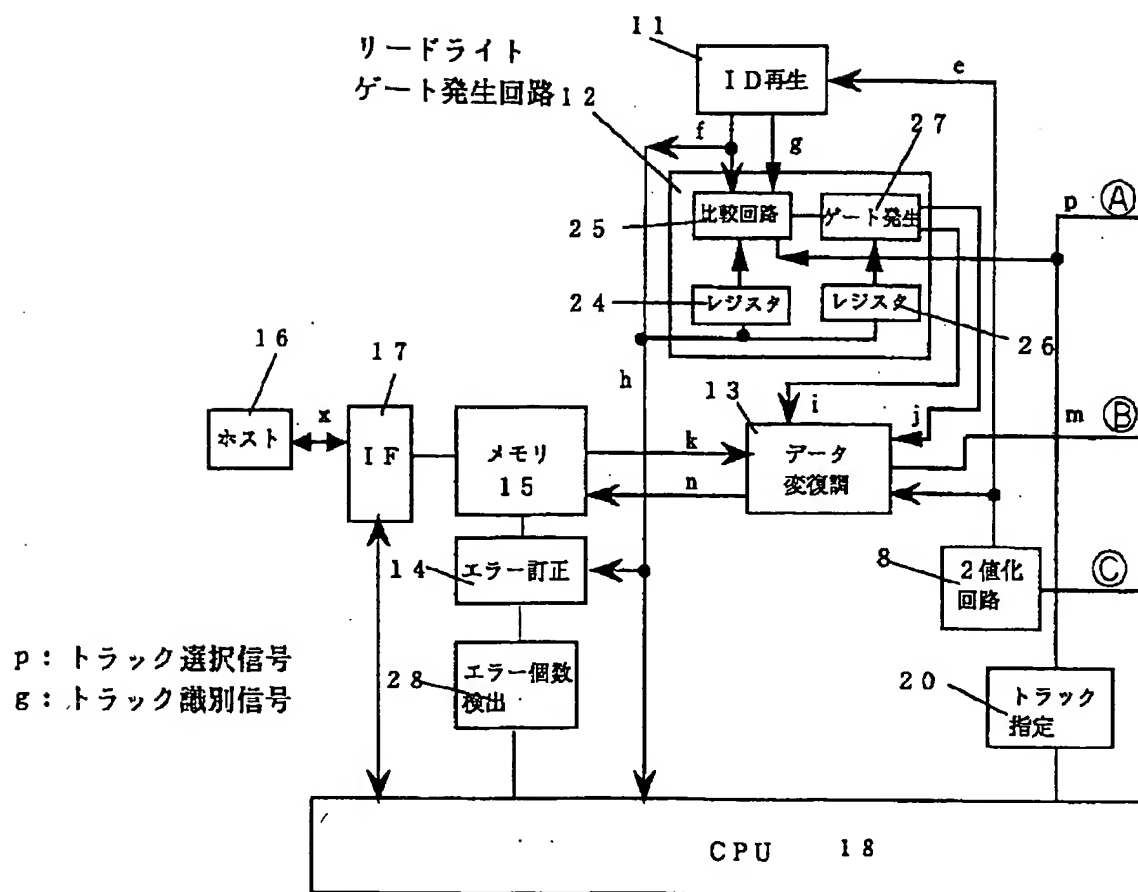 11
リードライト
ゲート発生回路12
ID再生
e
f
g
27
比較回路
ゲート発生
25
p Ⓐ
24
レジスタ
レジスタ
26
16
17
h
13
i
j
m Ⓑ
ホスト
x
IF
メモリ
15
k
n
データ
変復調
14
エラー訂正
8
2値化
回路
Ⓒ
p:トラック選択信号
g:トラック識別信号
28
エラー個数
検出
20
トラック
指定
CPU 18